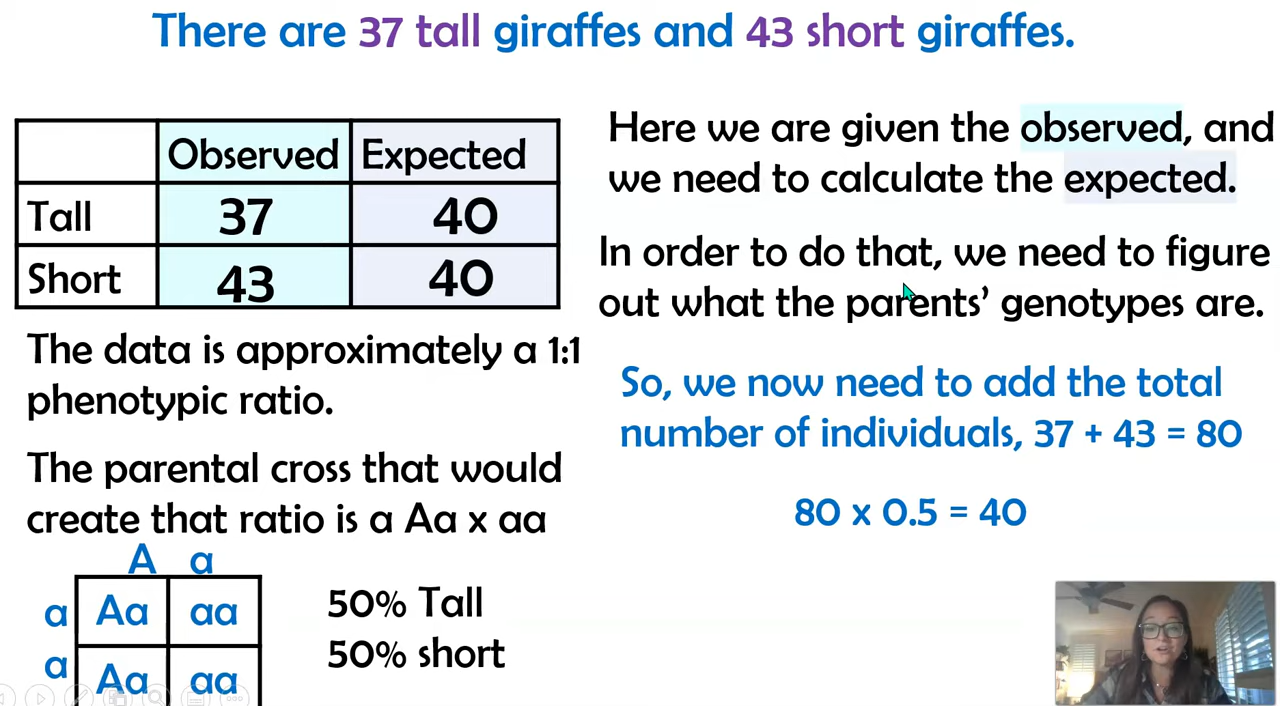 There are 37 tall giraffes and 43 short giraffes.
Observed Expected
Tall 37 40
Short 43 40
The data is approximately a 1:1
phenotypic ratio.
The parental cross that would
create that ratio is a Aa x aa
A a
a Aa aa
a Aa aa
50% Tall
50% short
Here we are given the observed, and
we need to calculate the expected.
In order to do that, we need to figure
out what the parents’ genotypes are.
So, we now need to add the total
number of individuals, 37 + 43 = 80
80 x 0.5 = 40